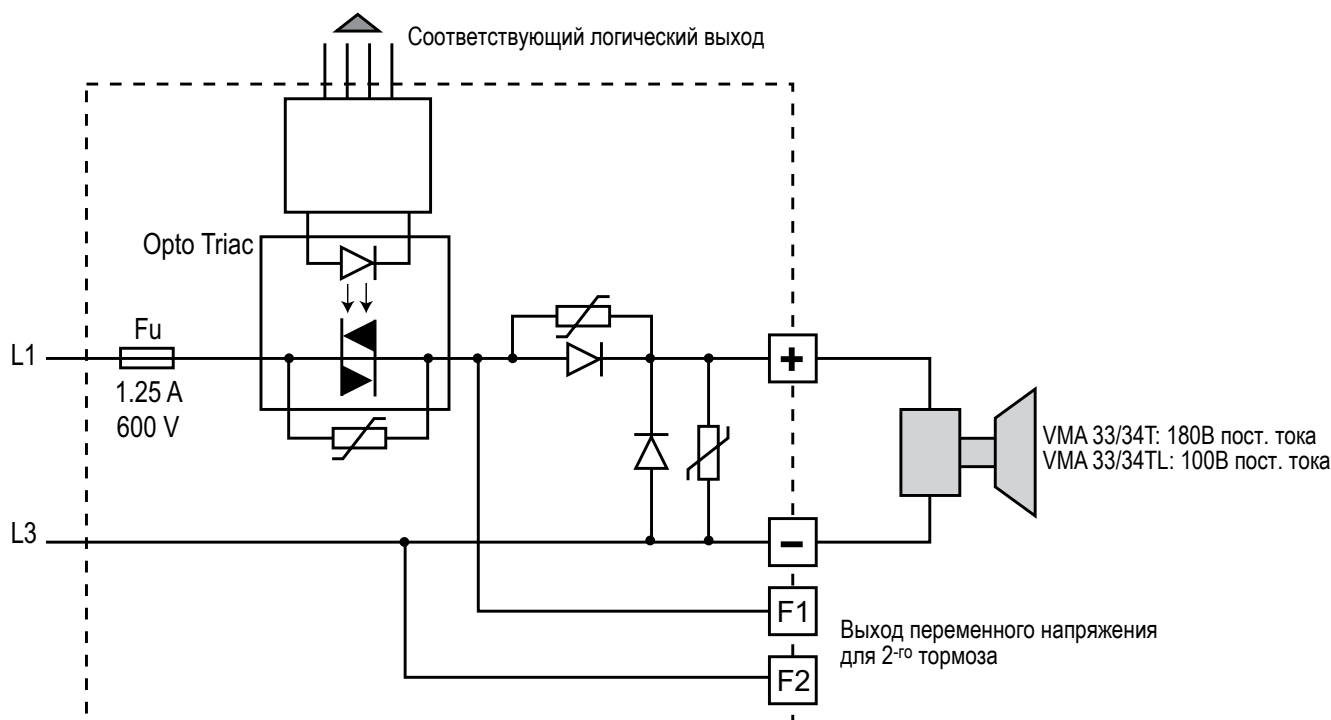 Соответствующий логический выход
Opto Triac
Fu
L1
1.25 A
600 V
+
VMA 33/34T: 180В пост. тока
VMA 33/34TL: 100В пост. тока
L3
−
F1
Выход переменного напряжения
для 2-го тормоза
F2